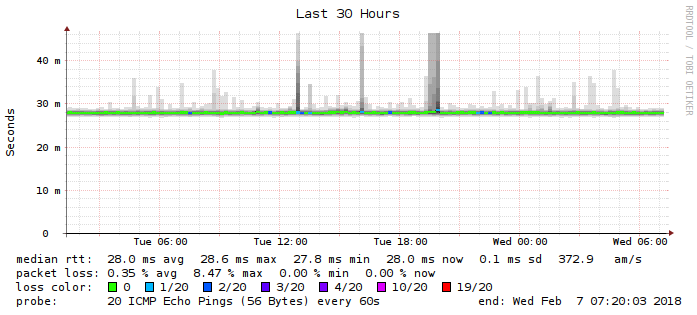 Last 30 Hours
RRDTOOL / TOBI OETIKER
Seconds
40 m
30 m
20 m
10 m
0
Tue 06:00 Tue 12:00 Tue 18:00 Wed 00:00 Wed 06:00
median rtt: 28.0 ms avg 28.6 ms max 27.8 ms min 28.0 ms now 0.1 ms sd 372.9 am/s
packet loss: 0.35 % avg 8.47 % max 0.00 % min 0.00 % now
loss color: 0 1/20 2/20 3/20 4/20 10/20 19/20
probe: 20 ICMP Echo Pings (56 Bytes) every 60s end: Wed Feb 7 07:20:03 2018